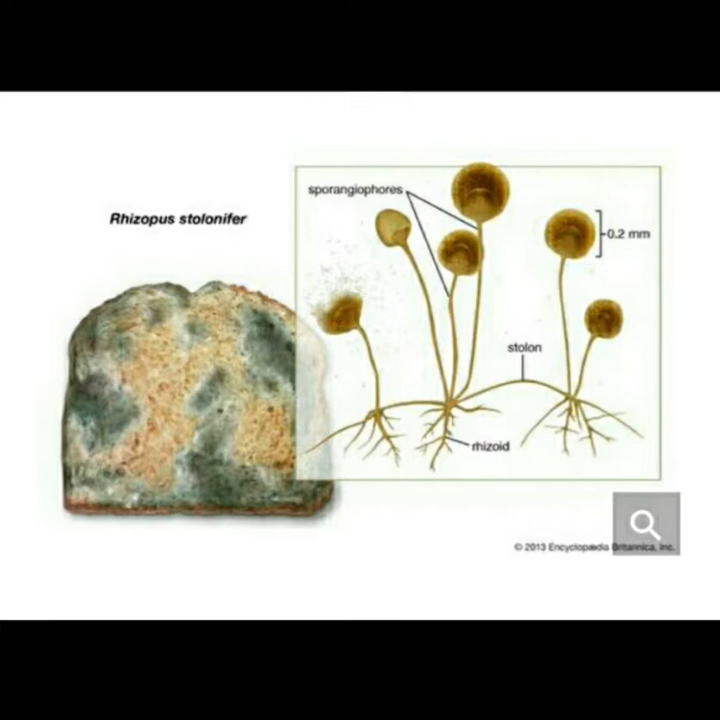 Rhizopus stolonifer
sporangiophores
0.2 mm
stolon
rhizoid
© 2013 Encyclopædia Britannica, Inc.